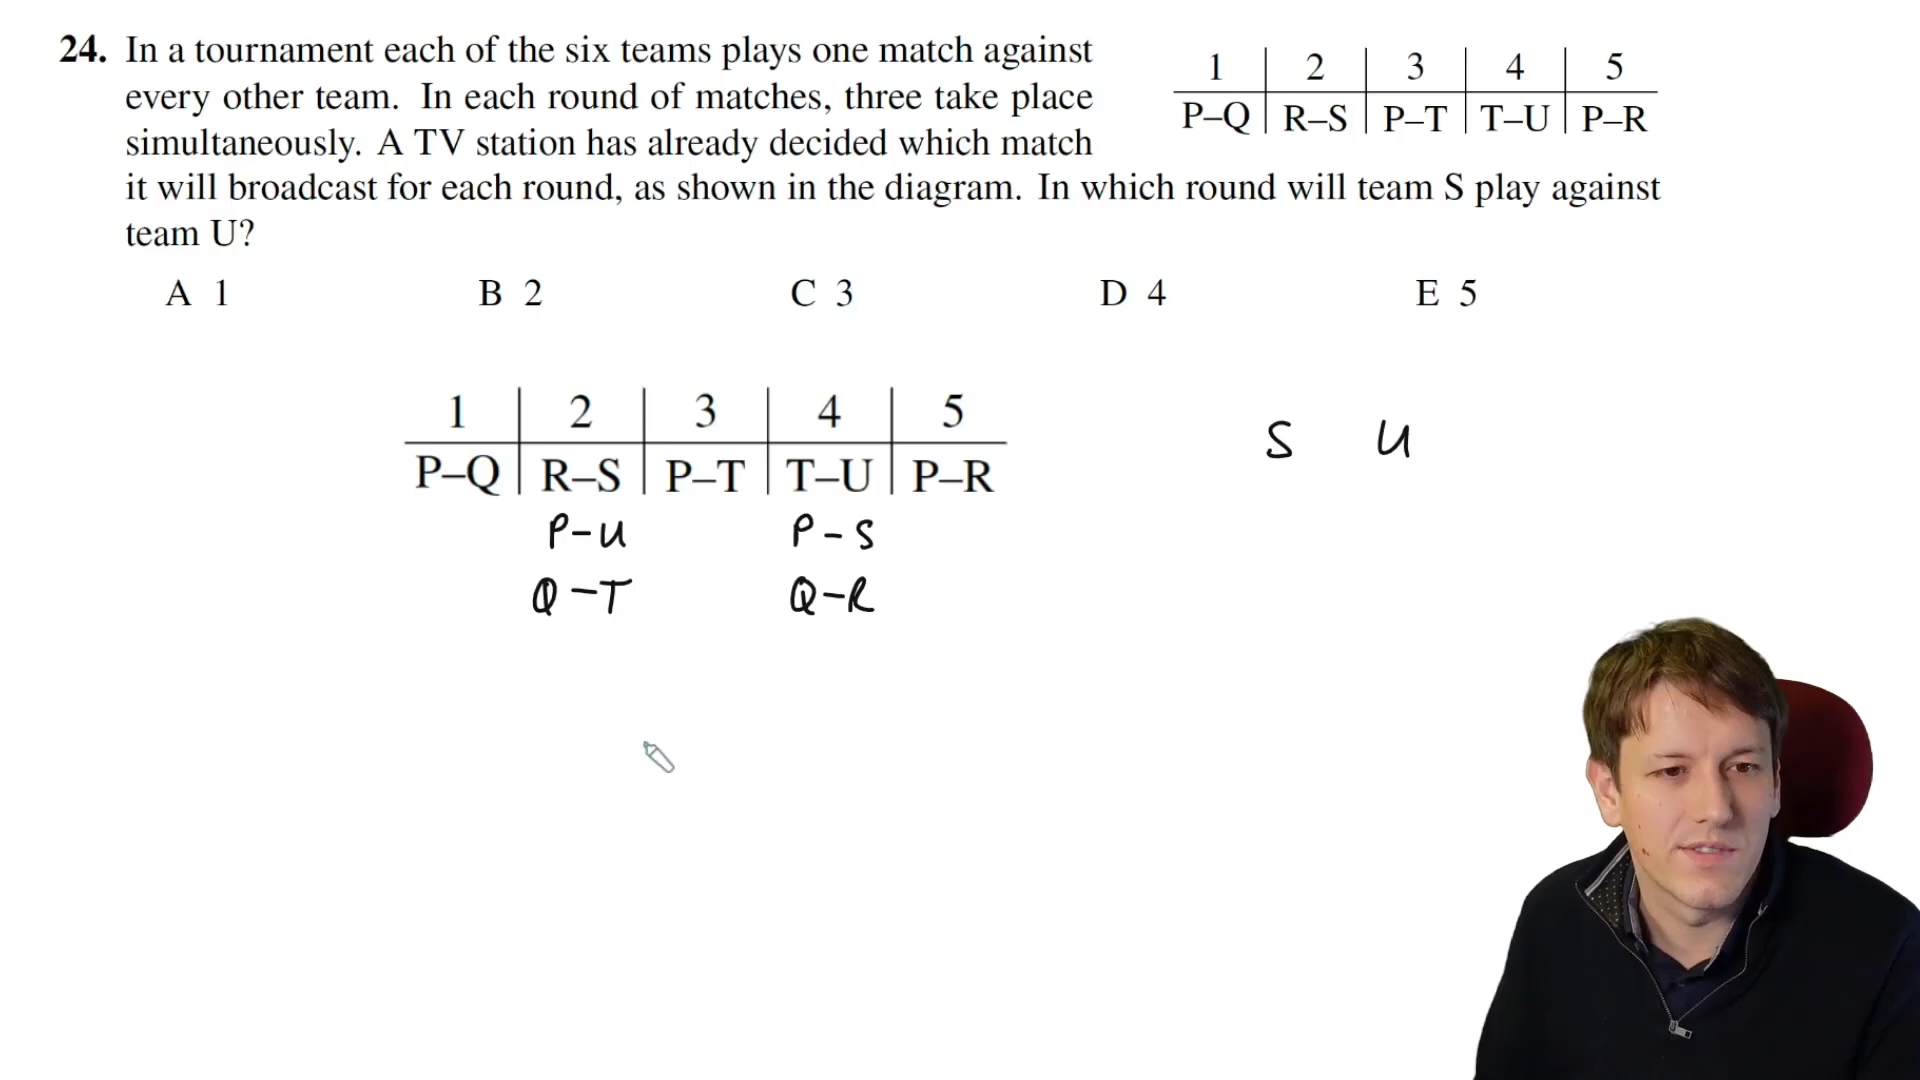 24. In a tournament each of the six teams plays one match against
every other team. In each round of matches, three take place
simultaneously. A TV station has already decided which match
it will broadcast for each round, as shown in the diagram. In which round will team S play against
team U?
1 2 3 4 5
P–Q R–S P–T T–U P–R
A 1 B 2 C 3 D 4 E 5
1 2 3 4 5
P–Q R–S P–T T–U P–R
P-U P-S
Q-T Q-R
S U